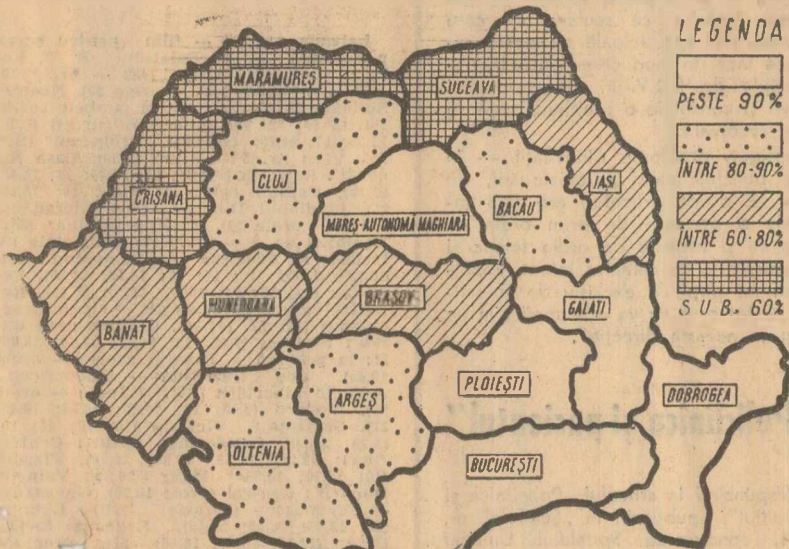 LEGENDA
PESTE 90%
ÎNTRE 80-90%
ÎNTRE 60-80%
SUB. 60%
MARAMUREȘ
SUCEAVA
CRIȘANA
CLUJ
MUREȘ-AUTONOMĂ MAGHIARĂ
BACĂU
IAȘI
BANAT
HUNEDOARA
BRAȘOV
GALAȚI
OLTENIA
ARGEȘ
PLOIEȘTI
BUCUREȘTI
DOBROGEA